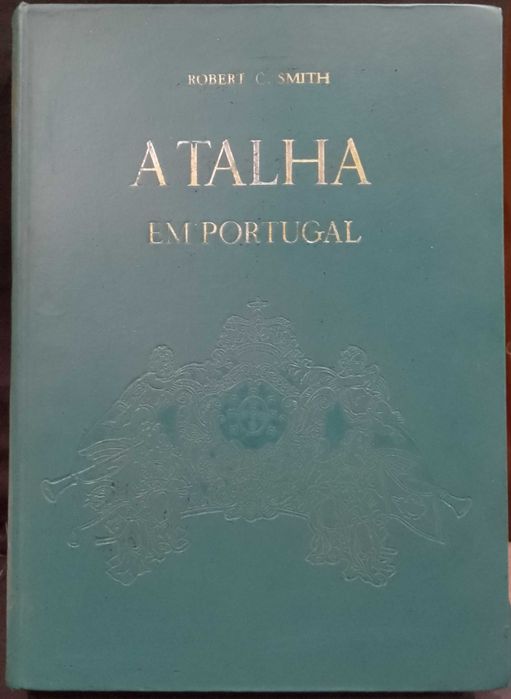 ROBERT C. SMITH
A TALHA
EM PORTUGAL